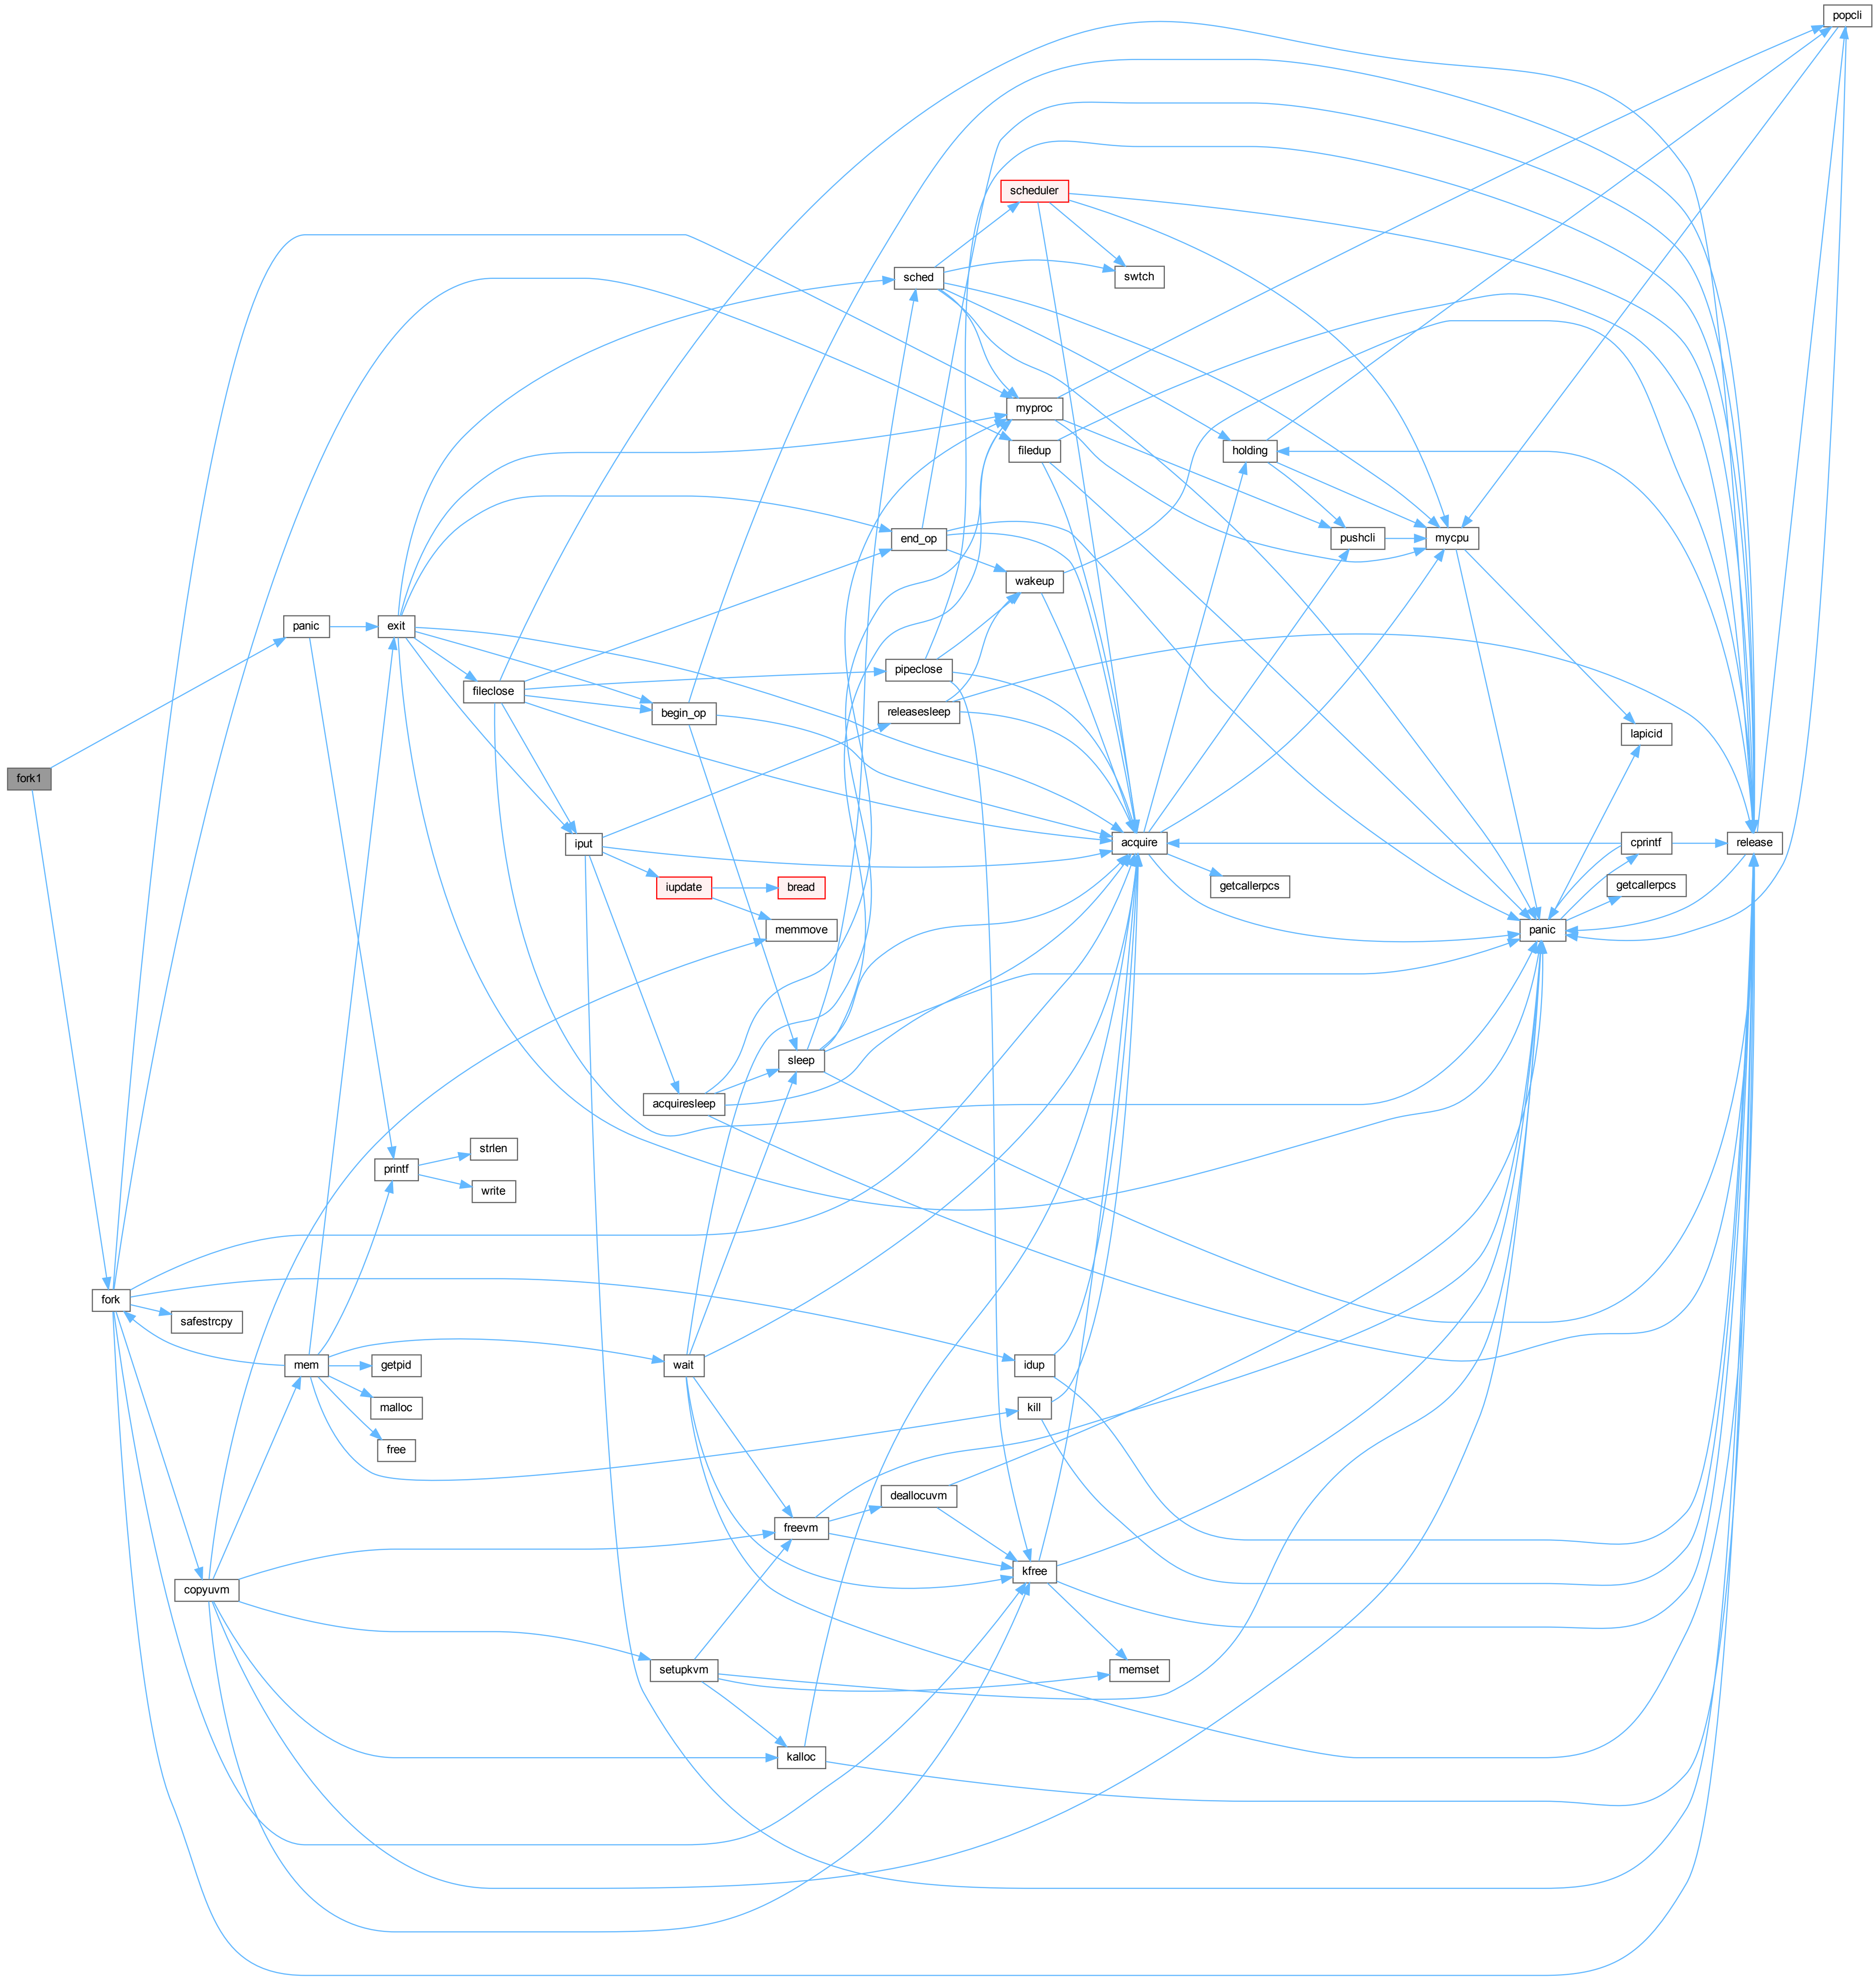 popcli
scheduler
sched
swtch
myproc
filedup
holding
end_op
pushcli
mycpu
wakeup
panic
exit
pipeclose
fileclose
begin_op
releasesleep
lapicid
fork1
iput
acquire
cprintf
release
iupdate
bread
getcallerpcs
getcallerpcs
memmove
panic
sleep
acquiresleep
strlen
printf
write
fork
safestrcpy
mem
getpid
wait
idup
malloc
kill
free
deallocuvm
freevm
kfree
copyuvm
setupkvm
memset
kalloc